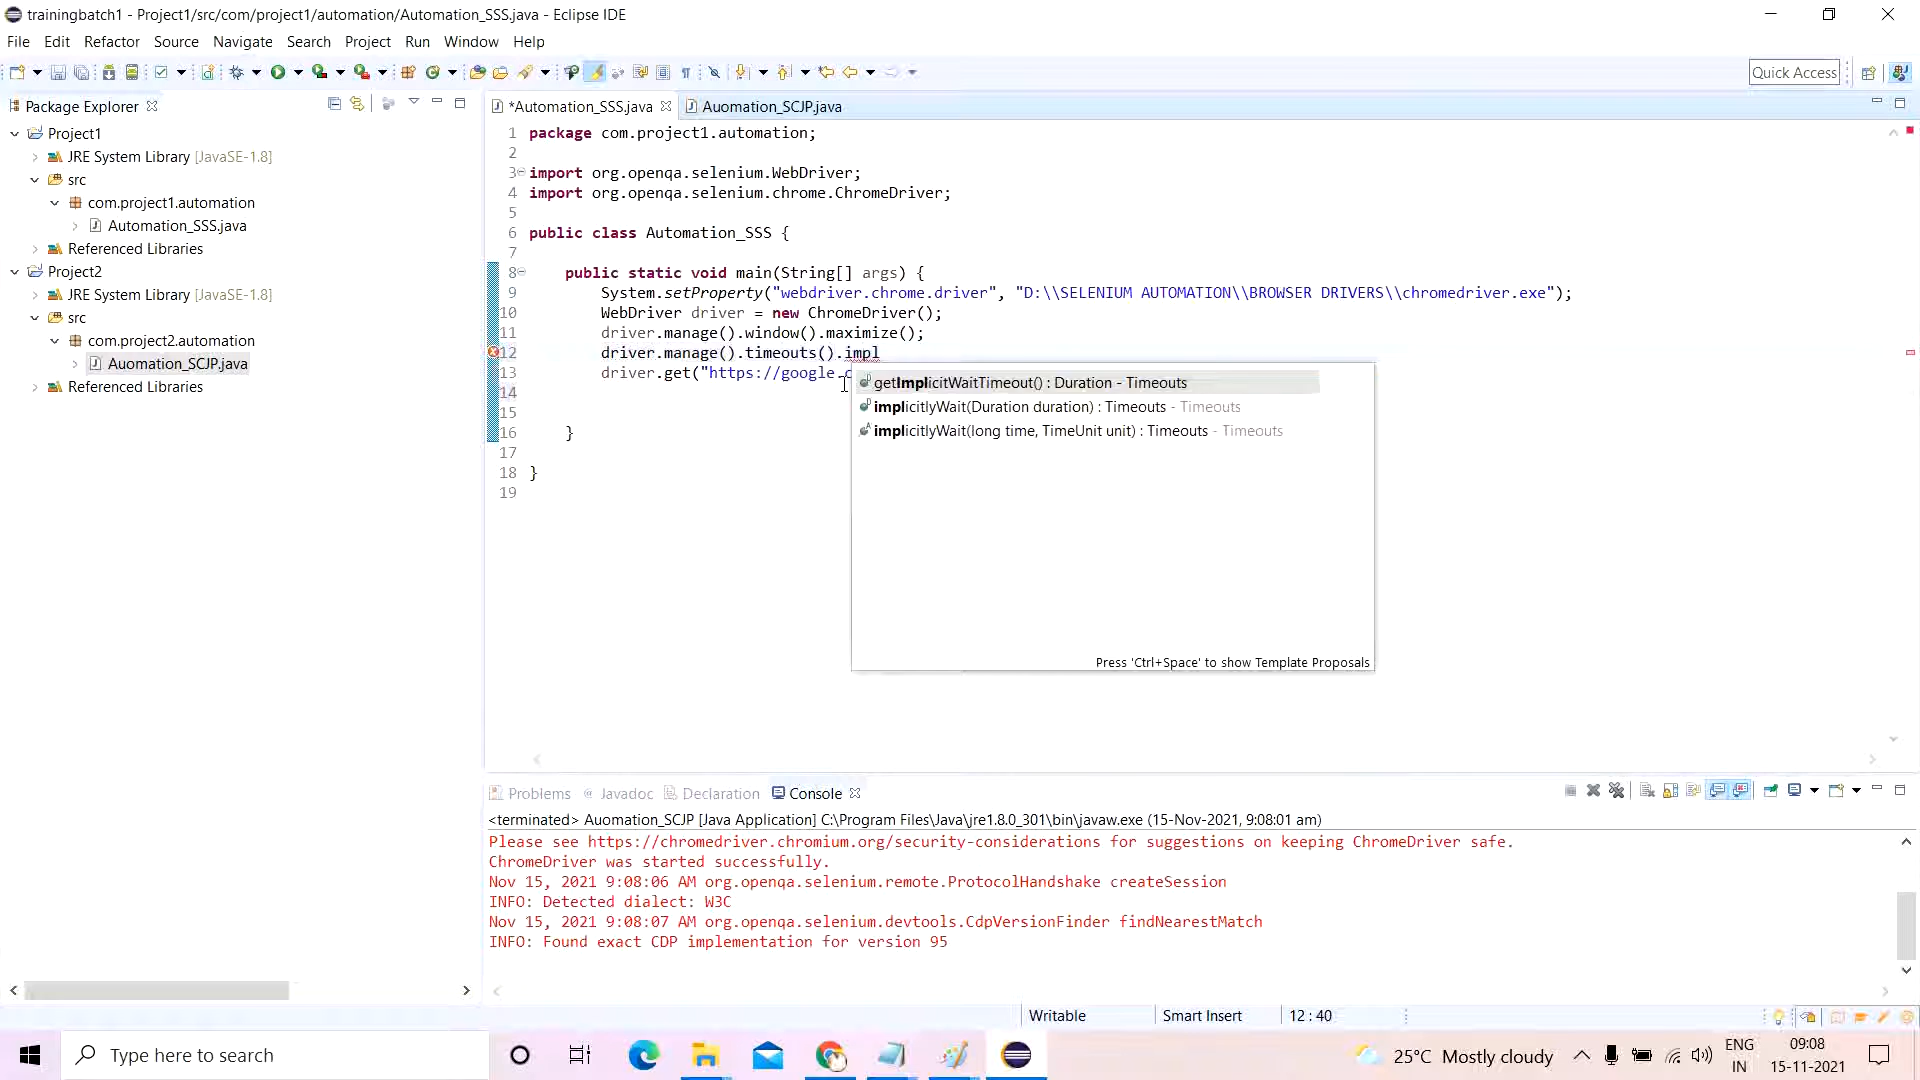 trainingbatch1 - Project1/src/com/project1/automation/Automation_SSS.java - Eclipse IDE
File Edit Refactor Source Navigate Search Project Run Window Help
Quick Access
Package Explorer
Project1
JRE System Library [JavaSE-1.8]
src
com.project1.automation
Automation_SSS.java
Referenced Libraries
Project2
JRE System Library [JavaSE-1.8]
src
com.project2.automation
Auomation_SCJP.java
Referenced Libraries
*Automation_SSS.java Auomation_SCJP.java
1 package com.project1.automation;
2
3 import org.openqa.selenium.WebDriver;
4 import org.openqa.selenium.chrome.ChromeDriver;
5
6 public class Automation_SSS {
7
8 public static void main(String[] args) {
9 System.setProperty("webdriver.chrome.driver", "D:\\SELENIUM AUTOMATION\\BROWSER DRIVERS\\chromedriver.exe");
10 WebDriver driver = new ChromeDriver();
11 driver.manage().window().maximize();
12 driver.manage().timeouts().impl
13 driver.get("https://google.c
14
15
16 }
17
18 }
19
getImplicitWaitTimeout() : Duration - Timeouts
implicitlyWait(Duration duration) : Timeouts - Timeouts
implicitlyWait(long time, TimeUnit unit) : Timeouts - Timeouts
Press 'Ctrl+Space' to show Template Proposals
Problems Javadoc Declaration Console
<terminated> Auomation_SCJP [Java Application] C:\Program Files\Java\jre1.8.0_301\bin\javaw.exe (15-Nov-2021, 9:08:01 am)
Please see https://chromedriver.chromium.org/security-considerations for suggestions on keeping ChromeDriver safe.
ChromeDriver was started successfully.
Nov 15, 2021 9:08:06 AM org.openqa.selenium.remote.ProtocolHandshake createSession
INFO: Detected dialect: W3C
Nov 15, 2021 9:08:07 AM org.openqa.selenium.devtools.CdpVersionFinder findNearestMatch
INFO: Found exact CDP implementation for version 95
Writable Smart Insert 12 : 40
Type here to search
25°C Mostly cloudy
ENG
IN
09:08
15-11-2021